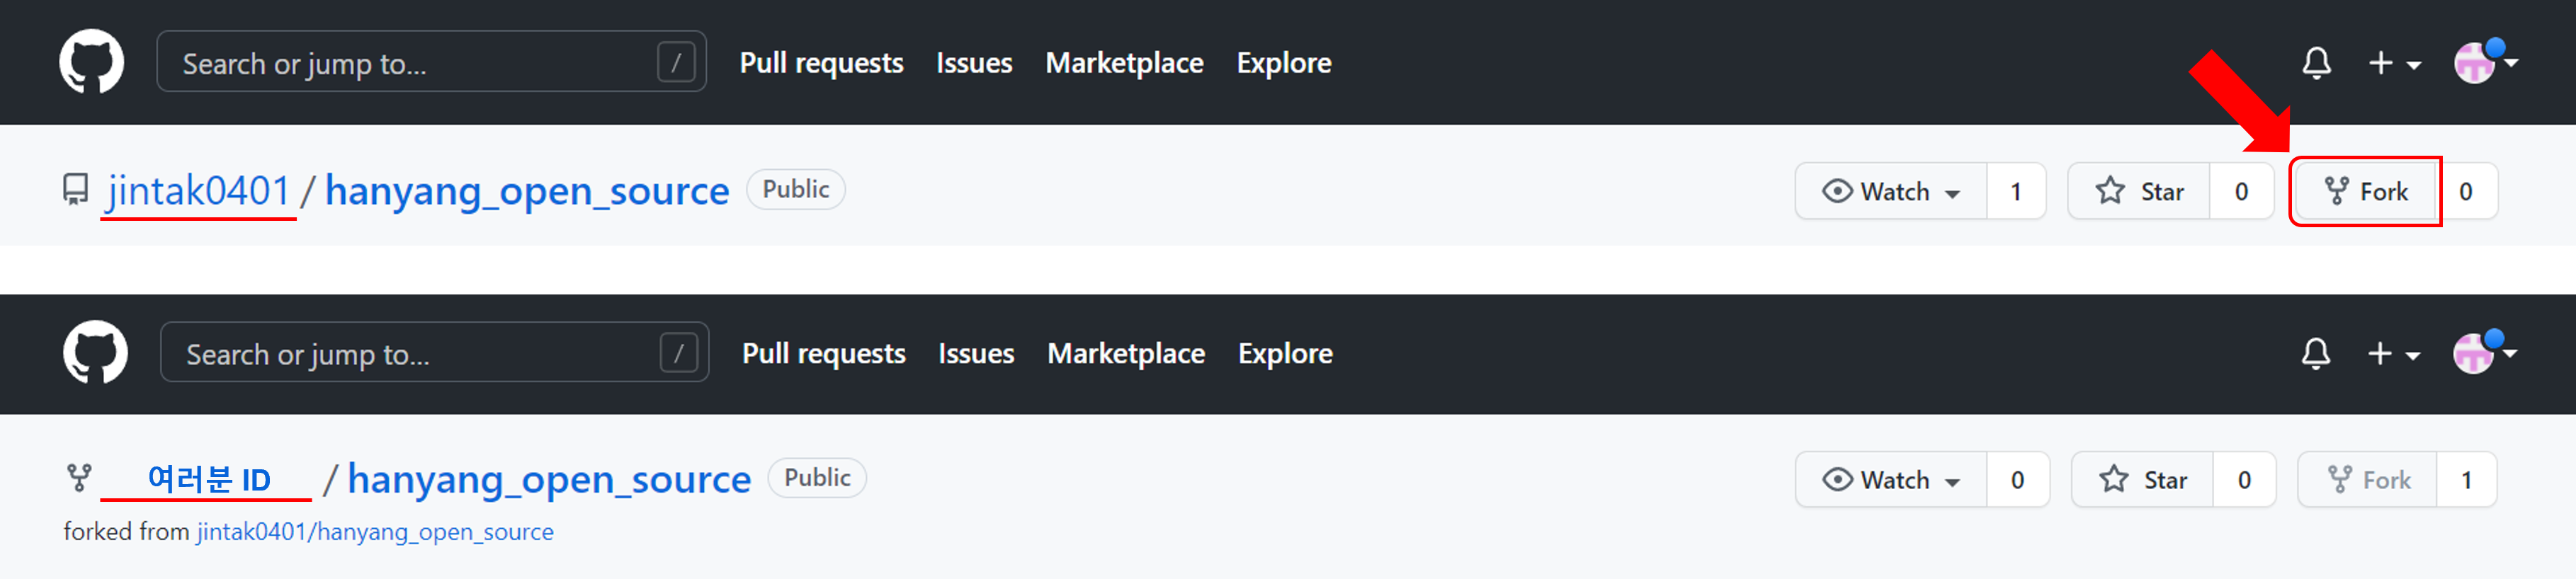 Search or jump to... / Pull requests Issues Marketplace Explore
jintak0401 / hanyang_open_source Public Watch 1 Star 0 Fork 0
Search or jump to... / Pull requests Issues Marketplace Explore
여러분 ID / hanyang_open_source Public Watch 0 Star 0 Fork 1
forked from jintak0401/hanyang_open_source